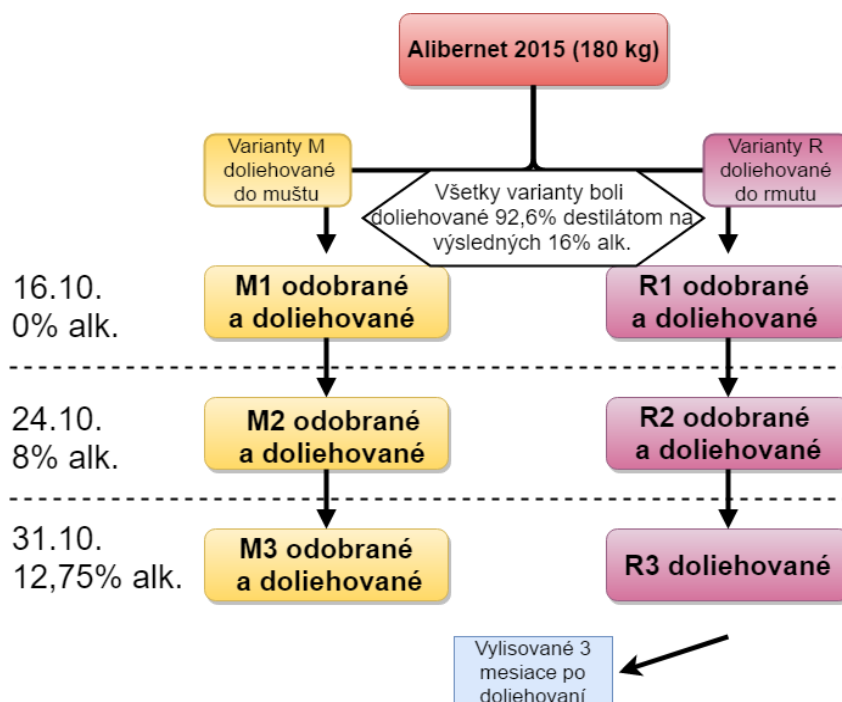 Alibernet 2015 (180 kg)
Varianty M
doliehované
do muštu
Varianty R
doliehované
do rmutu
Všetky varianty boli
doliehované 92,6% destilátom na
výsledných 16% alk.
16.10.
0% alk.
M1 odobrané
a doliehované
R1 odobrané
a doliehované
24.10.
8% alk.
M2 odobrané
a doliehované
R2 odobrané
a doliehované
31.10.
12,75% alk.
M3 odobrané
a doliehované
R3 doliehované
Vylisované 3
mesiace po
doliehovaní